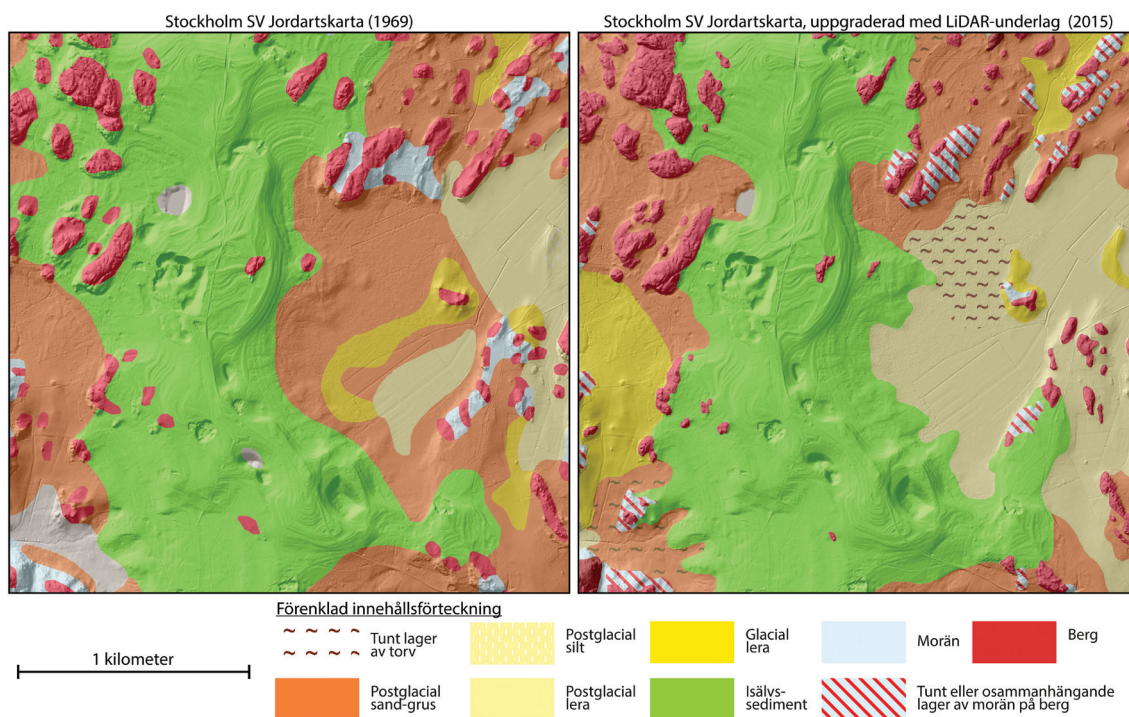 Stockholm SV Jordartskarta (1969)
Stockholm SV Jordartskarta, uppgraderad med LiDAR-underlag (2015)
Förenklad innehållsförteckning
Tunt lager
av torv
Postglacial
silt
Glacial
lera
Morän
Berg
1 kilometer
Postglacial
sand-grus
Postglacial
lera
Isälvs-
sediment
Tunt eller osammanhängande
lager av morän på berg